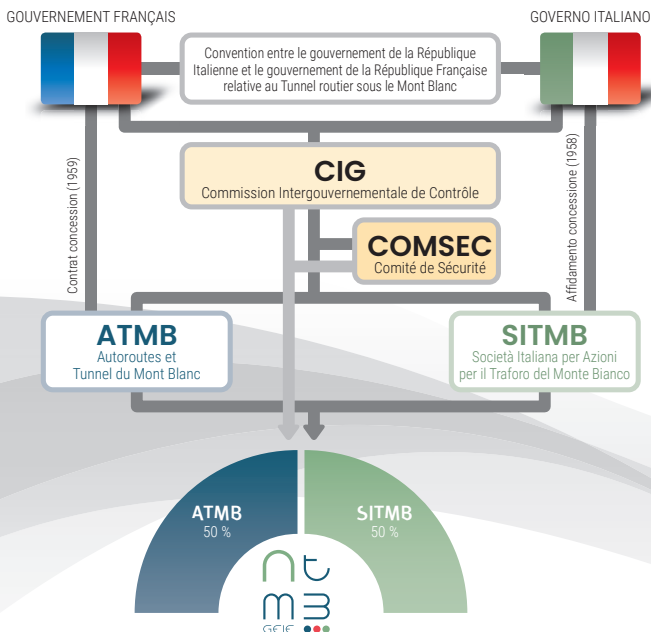 GOUVERNEMENT FRANÇAIS
GOVERNO ITALIANO
Convention entre le gouvernement de la République
Italienne et le gouvernement de la République Française
relative au Tunnel routier sous le Mont Blanc
CIG
Commission Intergouvernementale de Contrôle
COMSEC
Comité de Sécurité
Contrat concession (1959)
Affidamento concessione (1958)
ATMB
Autoroutes et
Tunnel du Mont Blanc
SITMB
Società Italiana per Azioni
per il Traforo del Monte Bianco
ATMB
50 %
SITMB
50 %
nt
mB
GEIE